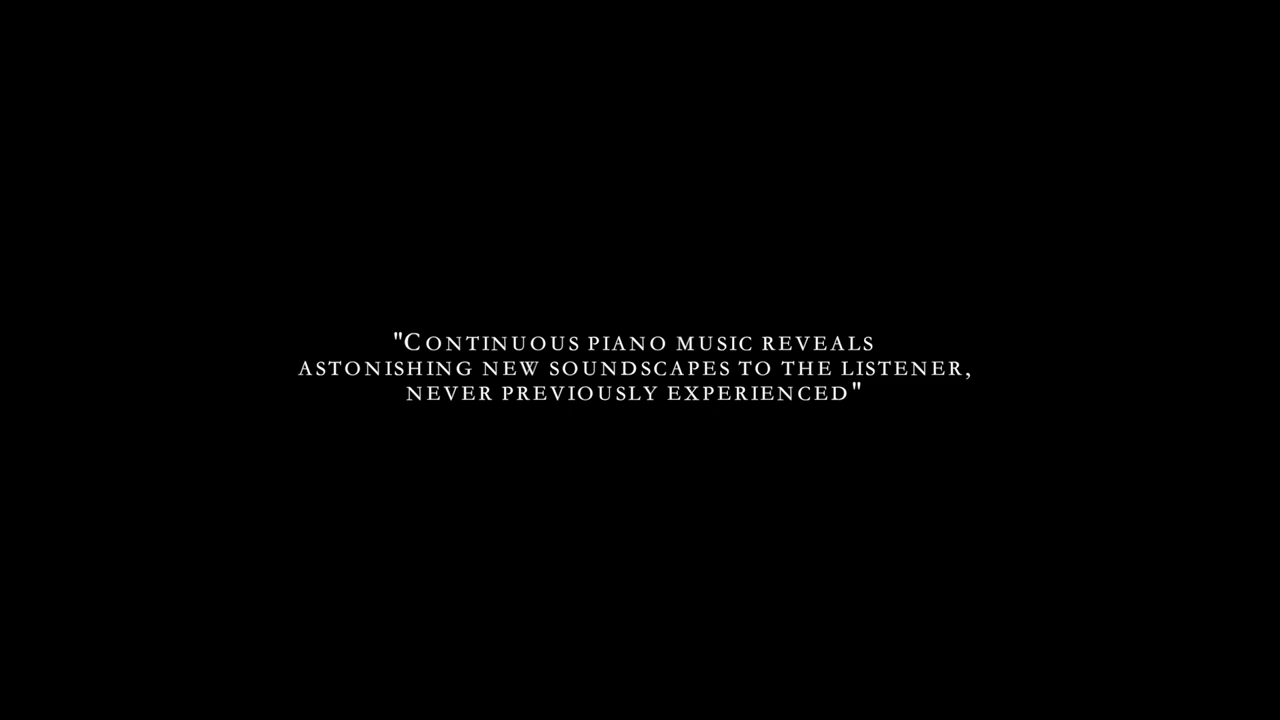 "Continuous piano music reveals
astonishing new soundscapes to the listener,
never previously experienced"